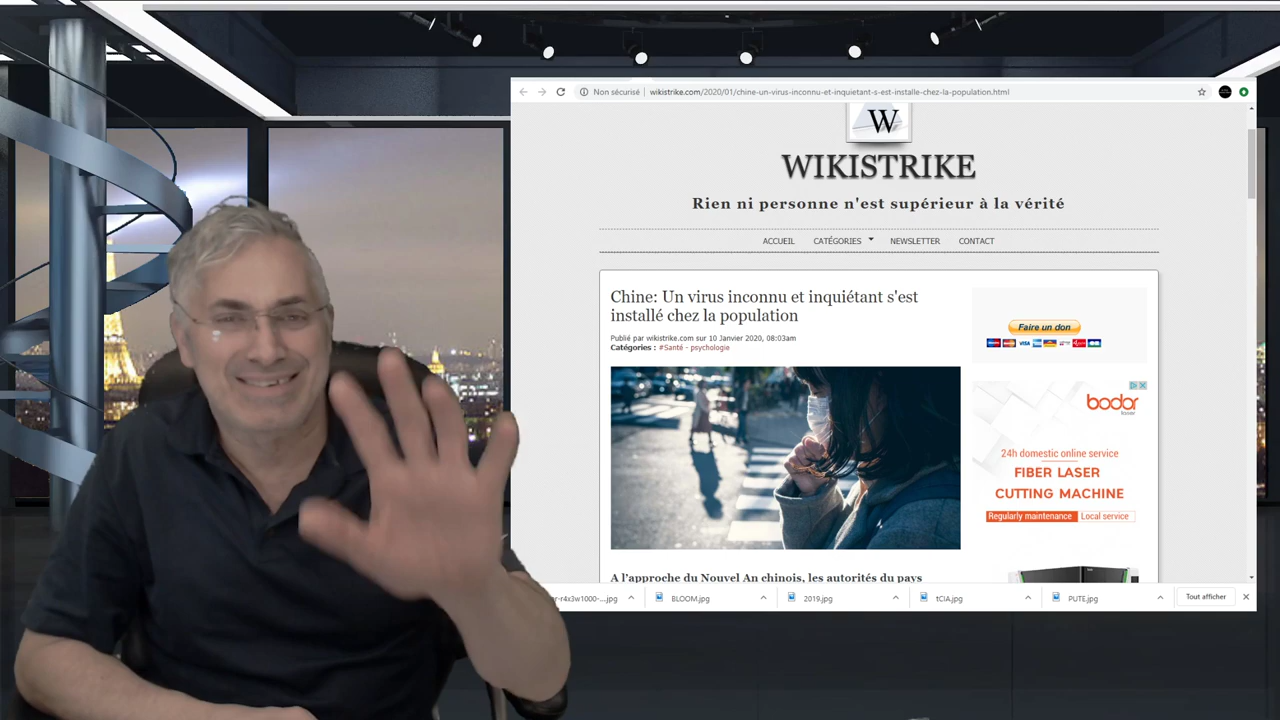 Non sécurisé
wikistrike.com/2020/01/chine-un-virus-inconnu-et-inquietant-s-est-installe-chez-la-population.html
W
WIKISTRIKE
Rien ni personne n'est supérieur à la vérité
ACCUEIL CATÉGORIES NEWSLETTER CONTACT
Chine: Un virus inconnu et inquiétant s'est
installé chez la population
Publié par wikistrike.com sur 10 Janvier 2020, 08:03am
Catégories : #Santé - psychologie
Faire un don
VISA
bodor
24h domestic online service
FIBER LASER
CUTTING MACHINE
Regularly maintenance Local service
A l'approche du Nouvel An chinois, les autorités du pays
r-r4x3w1000-....jpg BLOOM.jpg 2019.jpg tCIA.jpg PUTE.jpg Tout afficher